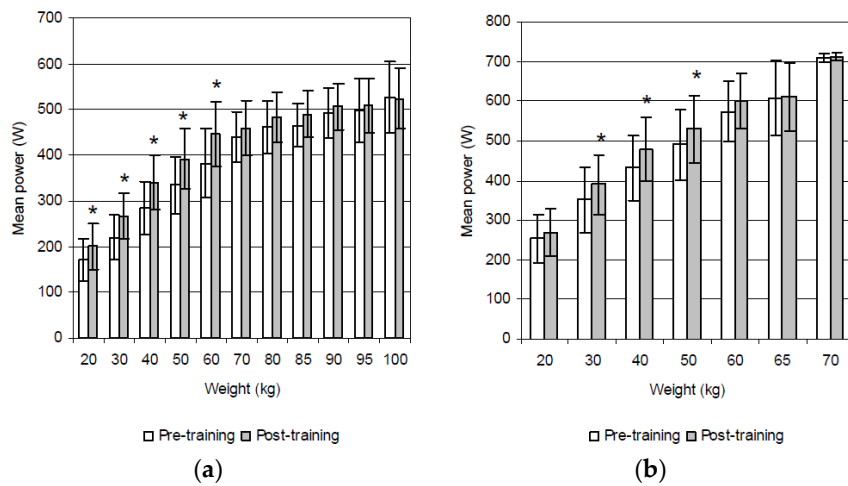 700
600
500
400
300
200
100
0
Mean power (W)
* * * * *
20 30 40 50 60 70 80 85 90 95 100
Weight (kg)
Pre-training Post-training
(a)
800
700
600
500
400
300
200
100
0
Mean power (W)
* * *
20 30 40 50 60 65 70
Weight (kg)
Pre-training Post-training
(b)